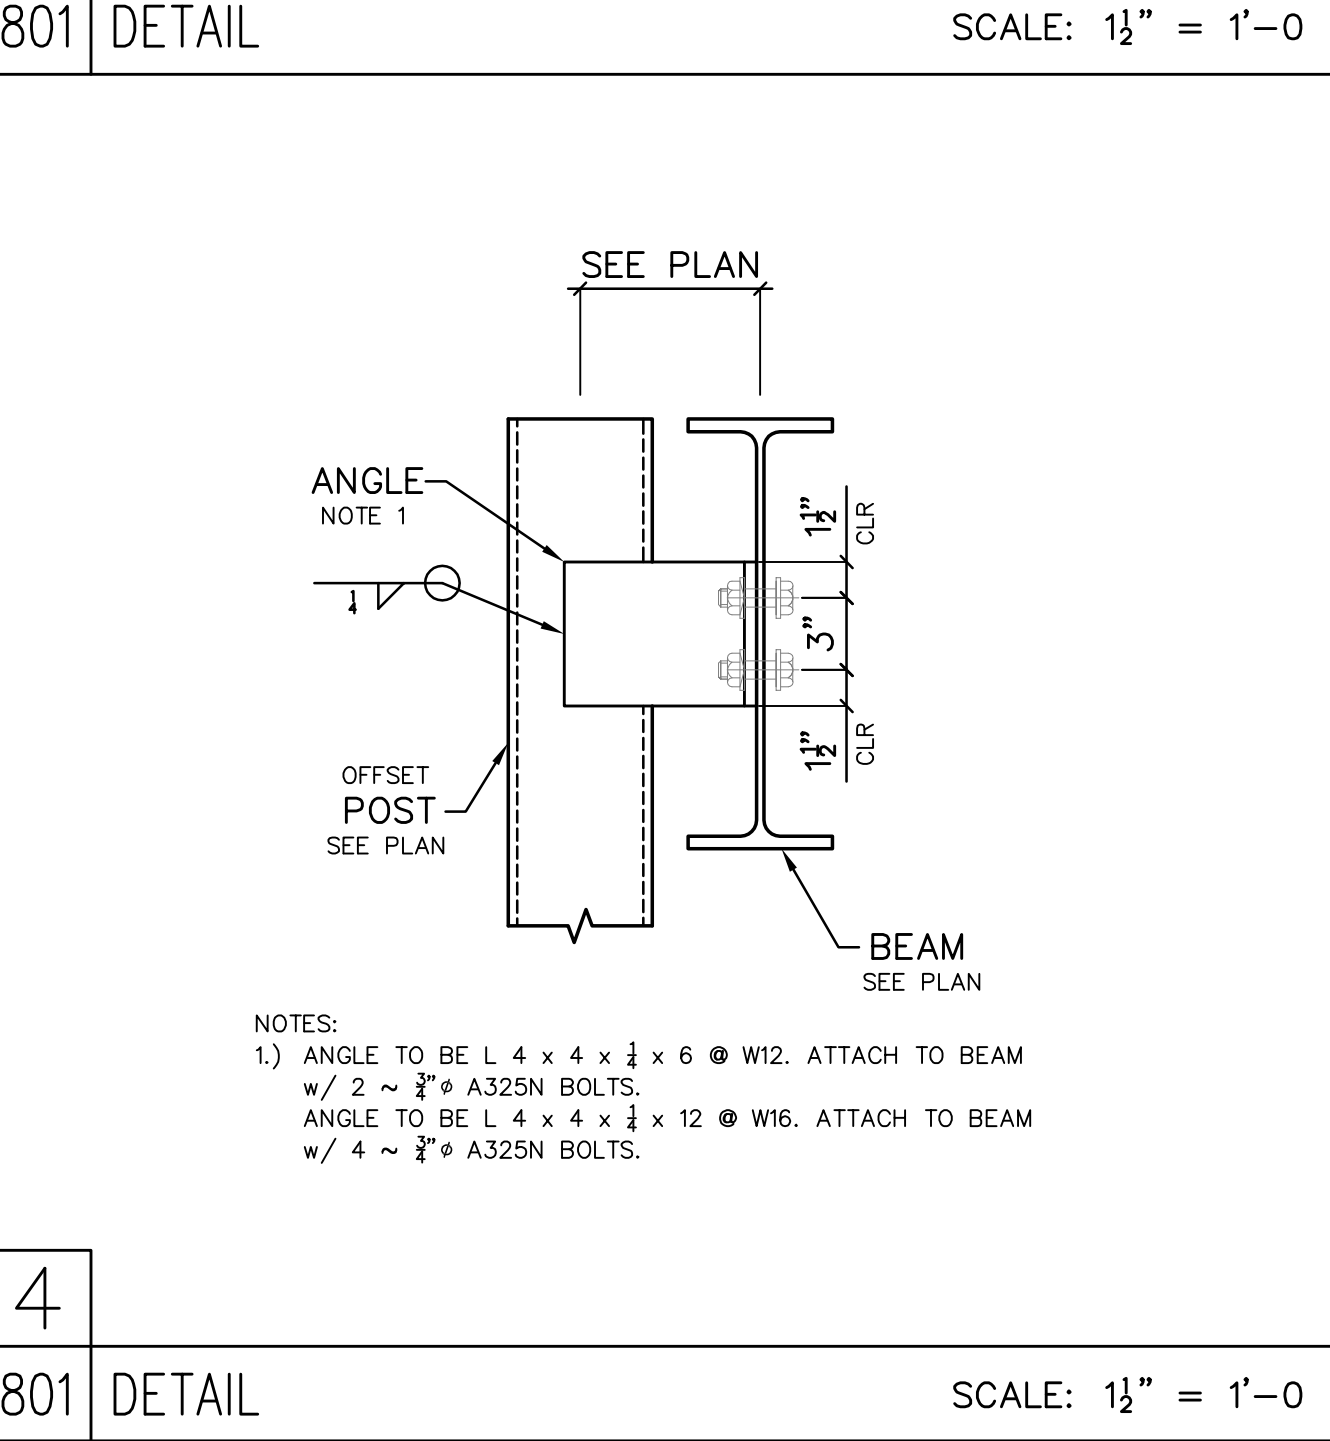 801 DETAIL SCALE: 1½" = 1'-0
SEE PLAN
ANGLE
NOTE 1
1½"
CLR
¼
3"
1½"
CLR
OFFSET
POST
SEE PLAN
BEAM
SEE PLAN
NOTES:
1.) ANGLE TO BE L 4 x 4 x ¼ x 6 @ W12. ATTACH TO BEAM
w/ 2 ~ ¾"ø A325N BOLTS.
ANGLE TO BE L 4 x 4 x ¼ x 12 @ W16. ATTACH TO BEAM
w/ 4 ~ ¾"ø A325N BOLTS.
4
801 DETAIL SCALE: 1½" = 1'-0